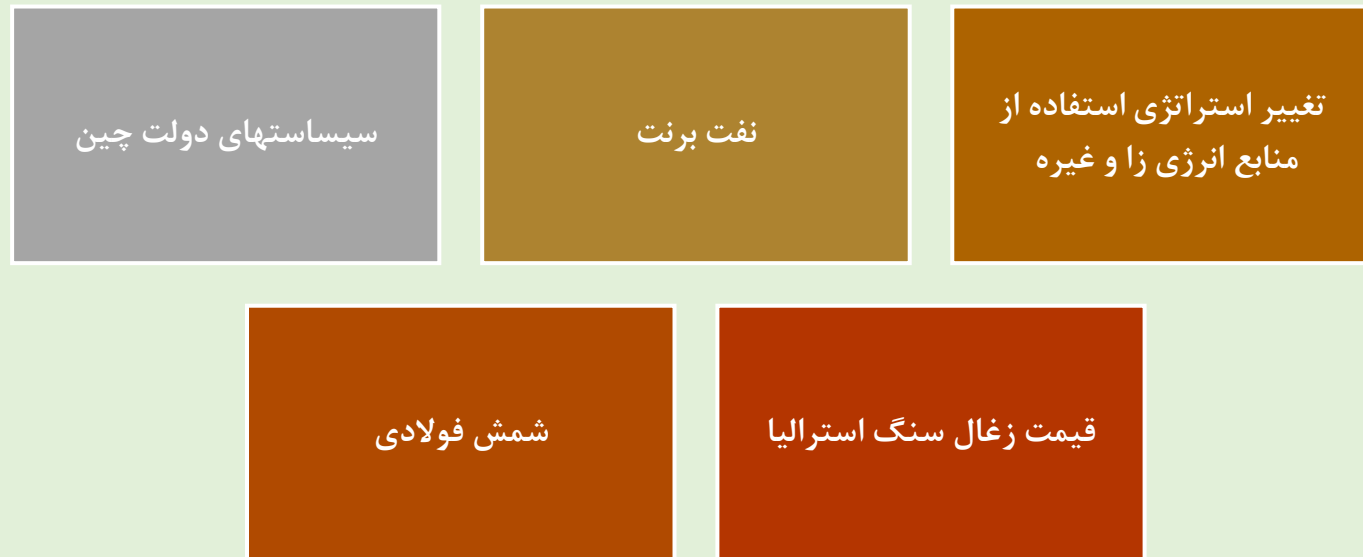 تغییر استراتژی استفاده از
منابع انرژی زا و غیره
نفت برنت
سیساستهای دولت چین
قیمت زغال سنگ استرالیا
شمش فولادی